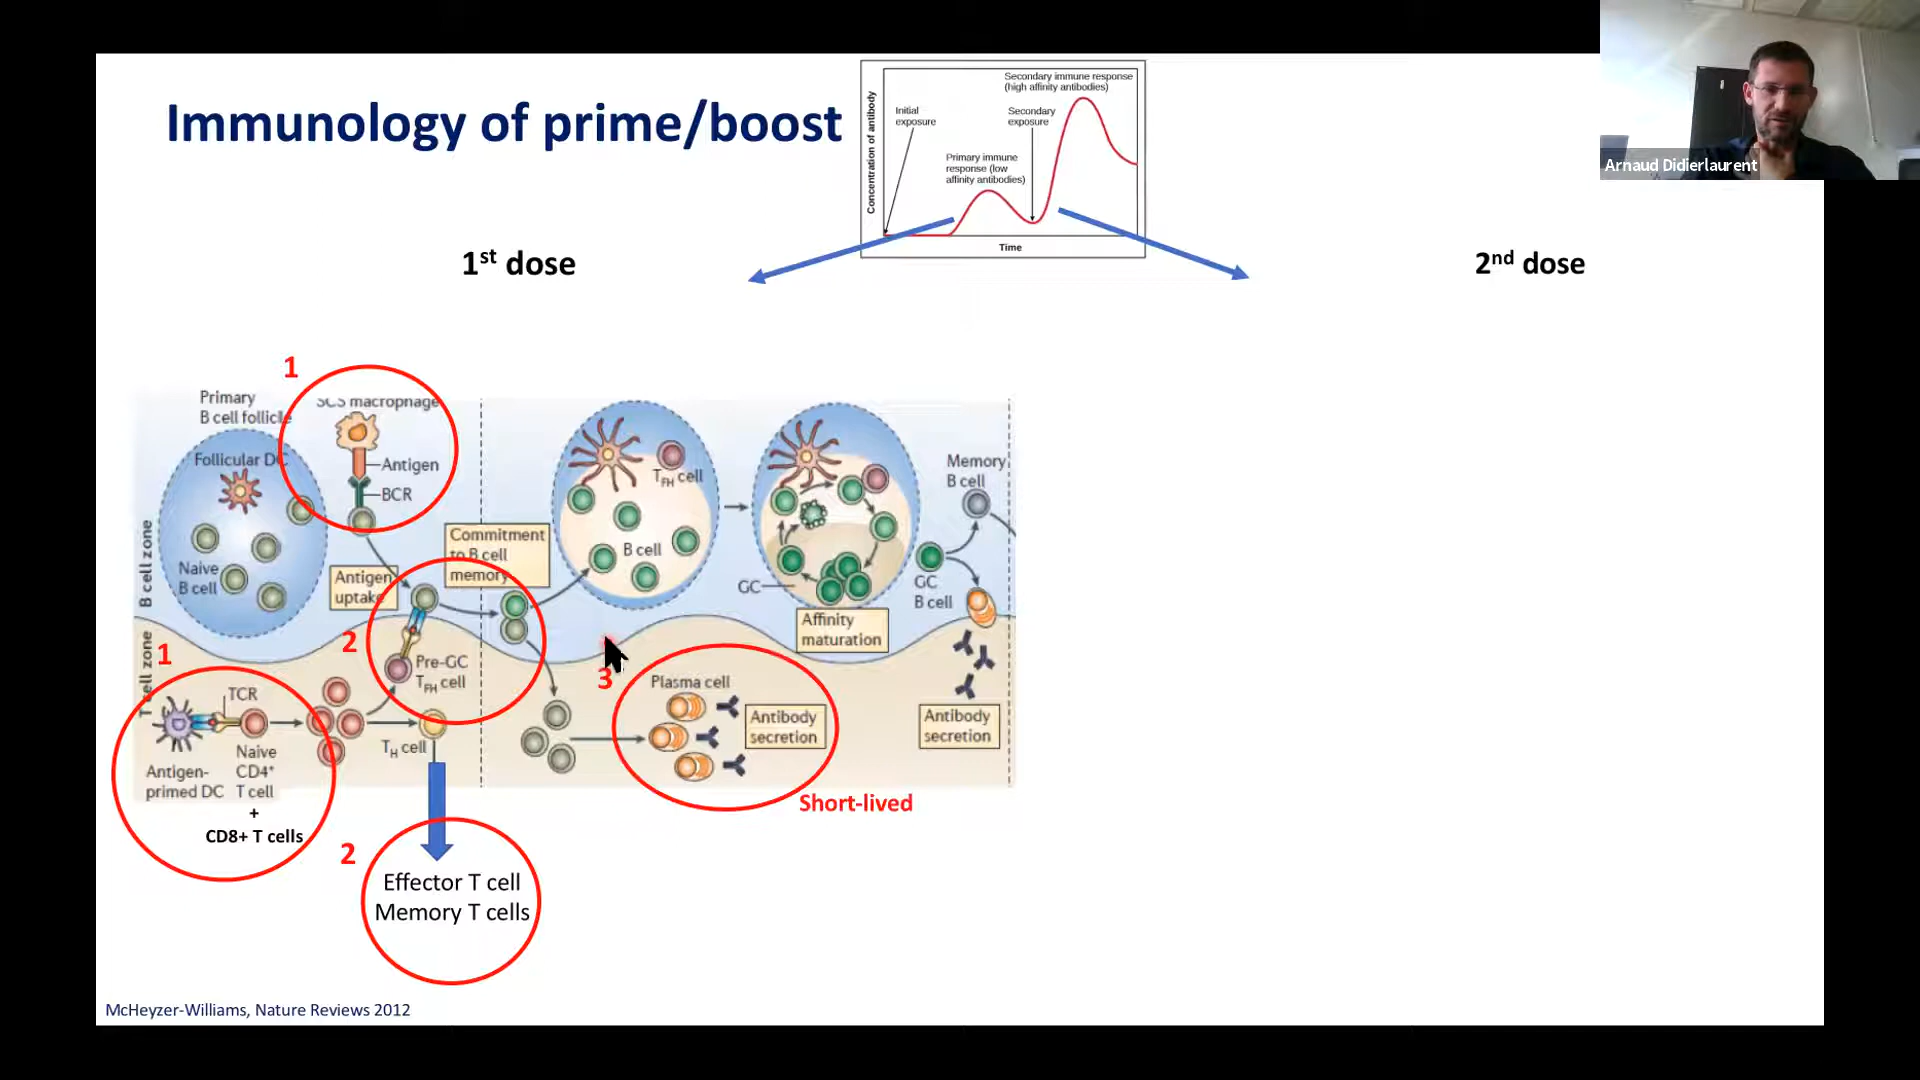 Immunology of prime/boost
Concentration of antibody
Initial
exposure
Primary immune
response (low
affinity antibodies)
Secondary
exposure
Secondary immune response
(high affinity antibodies)
Time
Arnaud Didierlaurent
1st dose
2nd dose
1
Primary
B cell follicle
SCS macrophage
Follicular DC
Antigen
BCR
Naive
B cell
B cell zone
Antigen
uptake
Commitment
to B cell
memory
TFH cell
B cell
GC
Affinity
maturation
Memory
B cell
GC
B cell
T cell zone
1
2
3
Pre-GC
TFH cell
TCR
Naive
CD4+
T cell
Antigen-
primed DC
+
CD8+ T cells
TH cell
Plasma cell
Antibody
secretion
Antibody
secretion
Short-lived
2
Effector T cell
Memory T cells
McHeyzer-Williams, Nature Reviews 2012